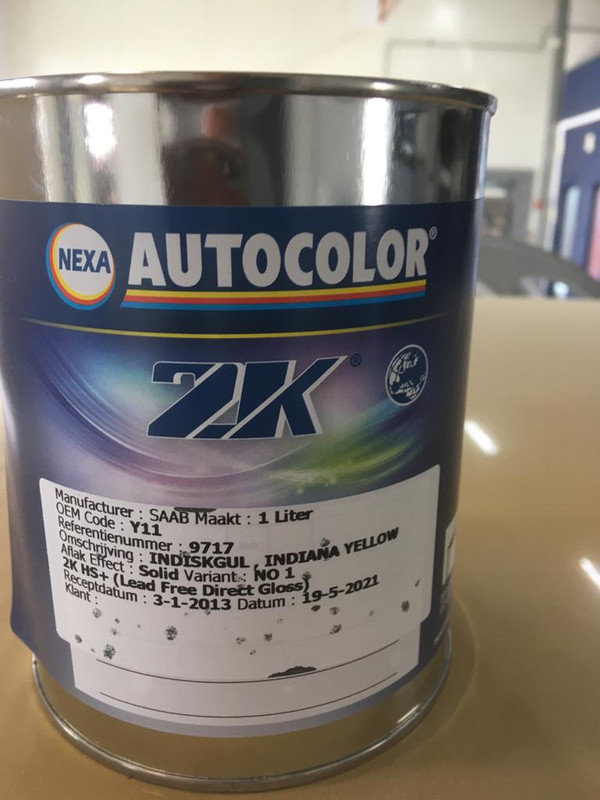 NEXA AUTOCOLOR®
2K®
Manufacturer : SAAB Maakt : 1 Liter
OEM Code : Y11
Referentienummer : 9717
Omschrijving : INDISKGUL , INDIANA YELLOW
Aflak Effect : Solid Variant : NO 1
2K HS+ (Lead Free Direct Gloss)
Receptdatum : 3-1-2013 Datum : 19-5-2021
Klant :